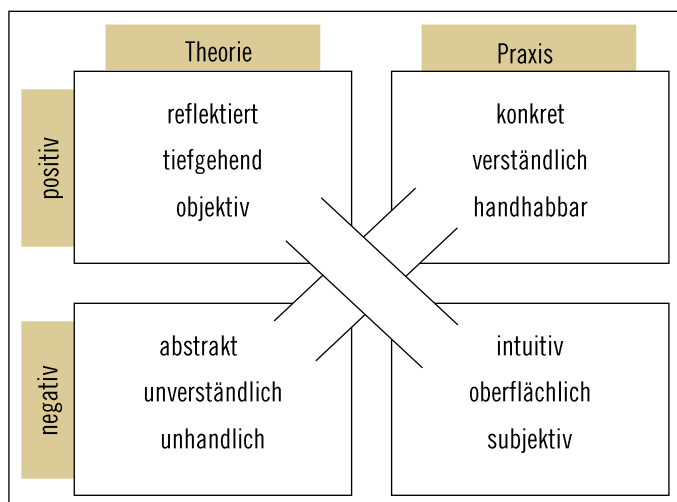 Theorie
Praxis
positiv
reflektiert
tiefgehend
objektiv
konkret
verständlich
handhabbar
negativ
abstrakt
unverständlich
unhandlich
intuitiv
oberflächlich
subjektiv